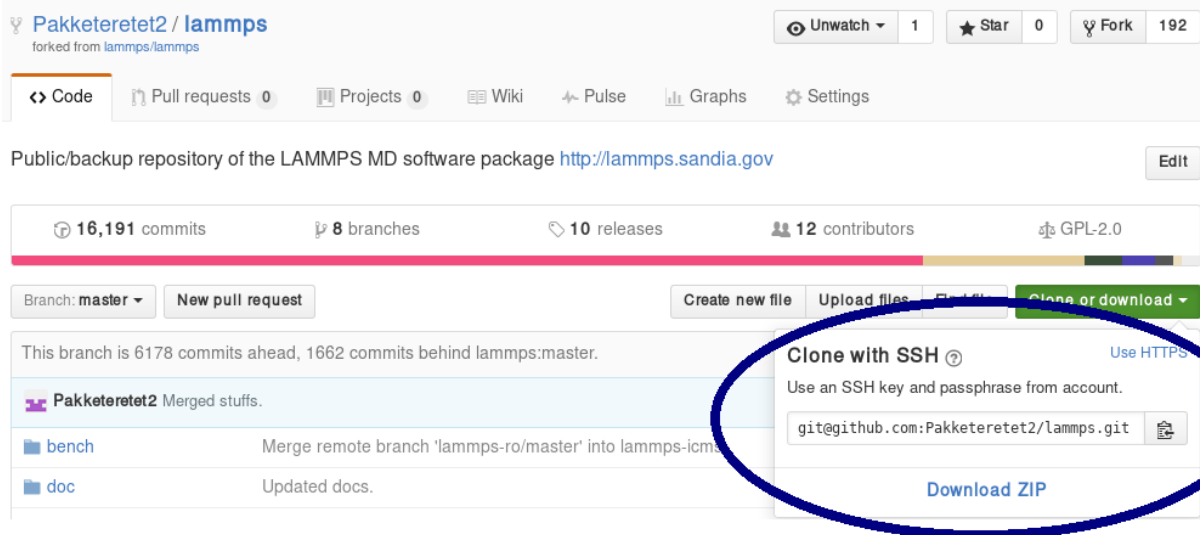 Pakketeretet2 / lammps
forked from lammps/lammps
Unwatch 1 Star 0 Fork 192
Code Pull requests 0 Projects 0 Wiki Pulse Graphs Settings
Public/backup repository of the LAMMPS MD software package http://lammps.sandia.gov
Edit
16,191 commits 8 branches 10 releases 12 contributors GPL-2.0
Branch: master New pull request Create new file Upload files Find file Clone or download
This branch is 6178 commits ahead, 1662 commits behind lammps:master.
Pakketeretet2 Merged stuffs.
bench Merge remote branch 'lammps-ro/master' into lammps-icms
doc Updated docs.
Clone with SSH ? Use HTTPS
Use an SSH key and passphrase from account.
git@github.com:Pakketeretet2/lammps.git
Download ZIP